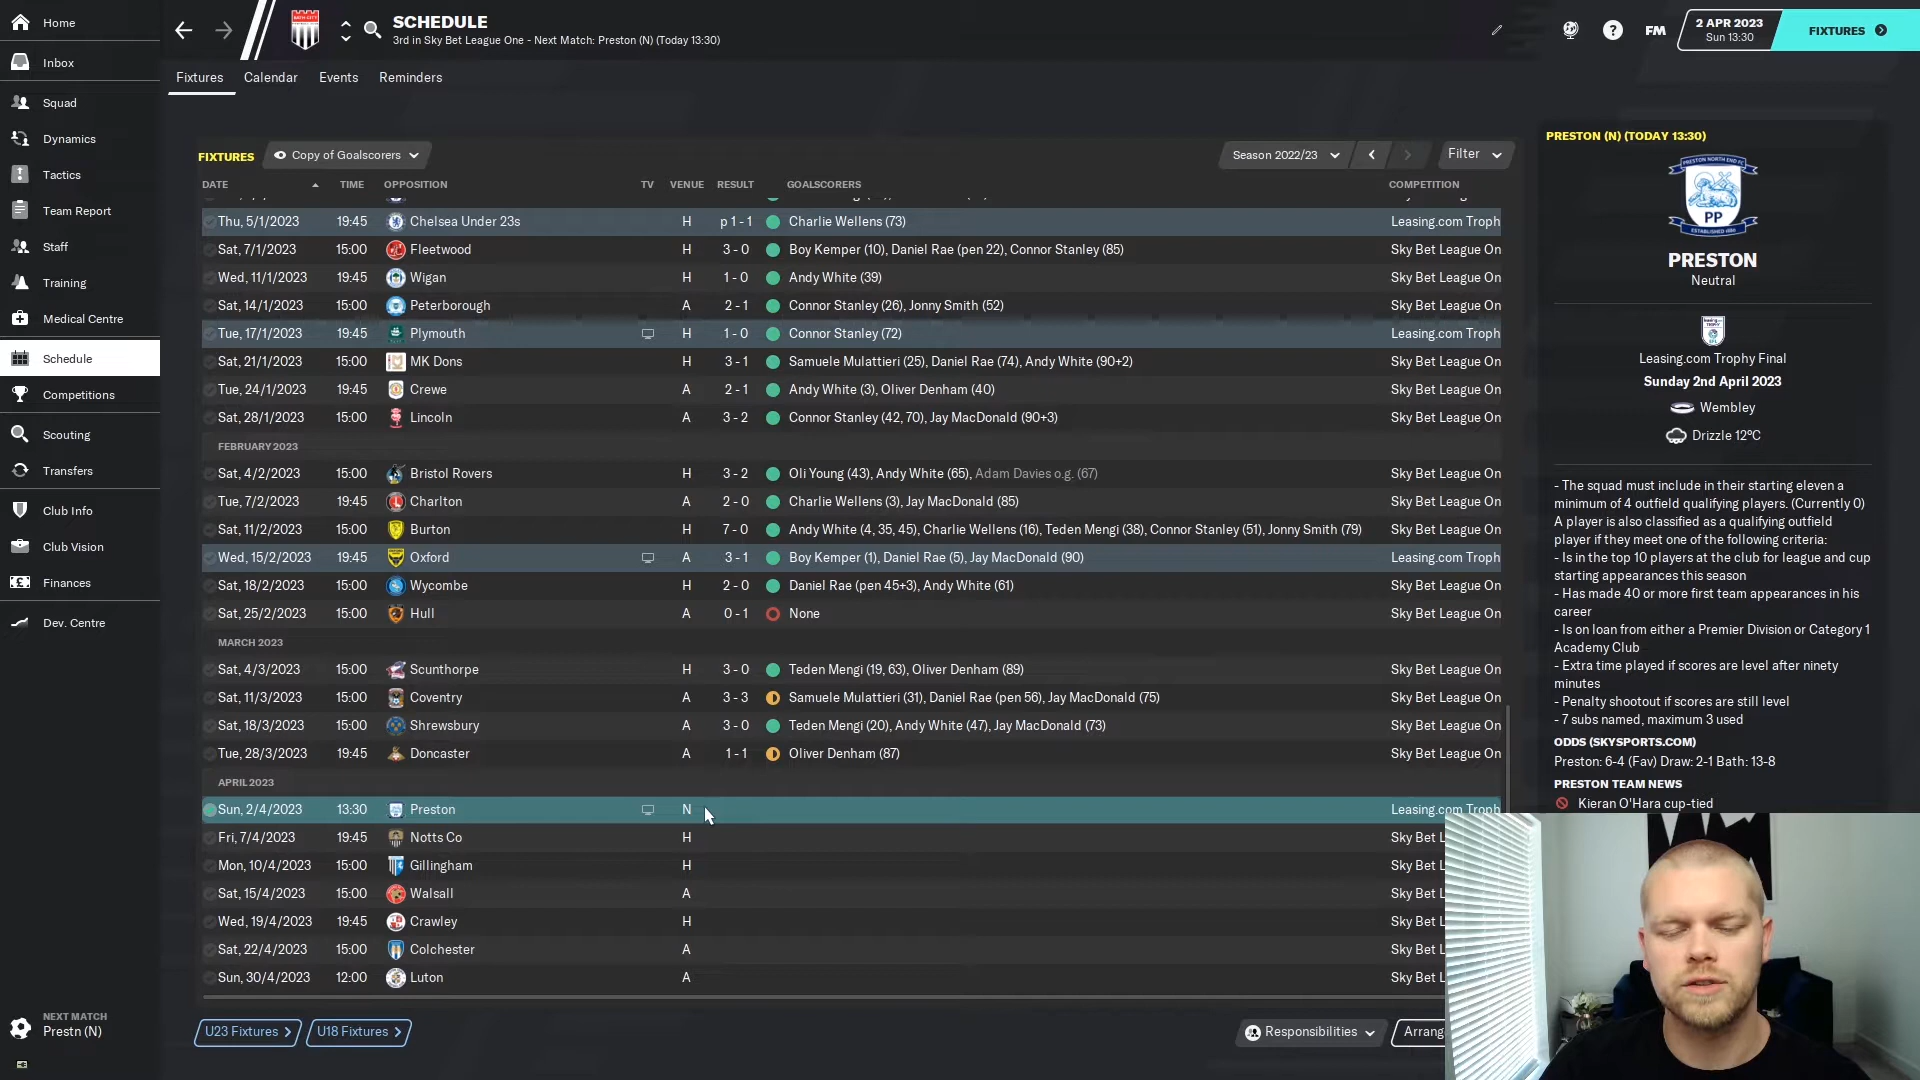 Home
Inbox
Squad
Dynamics
Tactics
Team Report
Staff
Training
Medical Centre
Schedule
Competitions
Scouting
Transfers
Club Info
Club Vision
Finances
Dev. Centre
NEXT MATCH
Prestn (N)
SCHEDULE
3rd in Sky Bet League One - Next Match: Preston (N) (Today 13:30)
FM
2 APR 2023
Sun 13:30
FIXTURES
Fixtures Calendar Events Reminders
FIXTURES Copy of Goalscorers Season 2022/23 Filter
DATE TIME OPPOSITION TV VENUE RESULT GOALSCORERS COMPETITION
Thu, 5/1/2023 19:45 Chelsea Under 23s H p 1 - 1 Charlie Wellens (73) Leasing.com Troph
Sat, 7/1/2023 15:00 Fleetwood H 3 - 0 Boy Kemper (10), Daniel Rae (pen 22), Connor Stanley (85) Sky Bet League On
Wed, 11/1/2023 19:45 Wigan H 1 - 0 Andy White (39) Sky Bet League On
Sat, 14/1/2023 15:00 Peterborough A 2 - 1 Connor Stanley (26), Jonny Smith (52) Sky Bet League On
Tue, 17/1/2023 19:45 Plymouth H 1 - 0 Connor Stanley (72) Leasing.com Troph
Sat, 21/1/2023 15:00 MK Dons H 3 - 1 Samuele Mulattieri (25), Daniel Rae (74), Andy White (90+2) Sky Bet League On
Tue, 24/1/2023 19:45 Crewe A 2 - 1 Andy White (3), Oliver Denham (40) Sky Bet League On
Sat, 28/1/2023 15:00 Lincoln A 3 - 2 Connor Stanley (42, 70), Jay MacDonald (90+3) Sky Bet League On
FEBRUARY 2023
Sat, 4/2/2023 15:00 Bristol Rovers H 3 - 2 Oli Young (43), Andy White (65), Adam Davies o.g. (67) Sky Bet League On
Tue, 7/2/2023 19:45 Charlton A 2 - 0 Charlie Wellens (3), Jay MacDonald (85) Sky Bet League On
Sat, 11/2/2023 15:00 Burton H 7 - 0 Andy White (4, 35, 45), Charlie Wellens (16), Teden Mengi (38), Connor Stanley (51), Jonny Smith (79) Sky Bet League On
Wed, 15/2/2023 19:45 Oxford A 3 - 1 Boy Kemper (1), Daniel Rae (5), Jay MacDonald (90) Leasing.com Troph
Sat, 18/2/2023 15:00 Wycombe H 2 - 0 Daniel Rae (pen 45+3), Andy White (61) Sky Bet League On
Sat, 25/2/2023 15:00 Hull A 0 - 1 None Sky Bet League On
MARCH 2023
Sat, 4/3/2023 15:00 Scunthorpe H 3 - 0 Teden Mengi (19, 63), Oliver Denham (89) Sky Bet League On
Sat, 11/3/2023 15:00 Coventry A 3 - 3 Samuele Mulattieri (31), Daniel Rae (pen 56), Jay MacDonald (75) Sky Bet League On
Sat, 18/3/2023 15:00 Shrewsbury A 3 - 0 Teden Mengi (20), Andy White (47), Jay MacDonald (73) Sky Bet League On
Tue, 28/3/2023 19:45 Doncaster A 1 - 1 Oliver Denham (87) Sky Bet League On
APRIL 2023
Sun, 2/4/2023 13:30 Preston N Leasing.com Troph
Fri, 7/4/2023 19:45 Notts Co H Sky Bet L
Mon, 10/4/2023 15:00 Gillingham H Sky Bet L
Sat, 15/4/2023 15:00 Walsall A Sky Bet L
Wed, 19/4/2023 19:45 Crawley H Sky Bet L
Sat, 22/4/2023 15:00 Colchester A Sky Bet L
Sun, 30/4/2023 12:00 Luton A Sky Bet L
U23 Fixtures U18 Fixtures Responsibilities Arrang
PRESTON (N) (TODAY 13:30)
PP
PRESTON
Neutral
Leasing.com Trophy Final
Sunday 2nd April 2023
Wembley
Drizzle 12ºC
- The squad must include in their starting eleven a
minimum of 4 outfield qualifying players. (Currently 0)
A player is also classified as a qualifying outfield
player if they meet one of the following criteria:
- Is in the top 10 players at the club for league and cup
starting appearances this season
- Has made 40 or more first team appearances in his
career
- Is on loan from either a Premier Division or Category 1
Academy Club
- Extra time played if scores are level after ninety
minutes
- Penalty shootout if scores are still level
- 7 subs named, maximum 3 used
ODDS (SKYSPORTS.COM)
Preston: 6-4 (Fav) Draw: 2-1 Bath: 13-8
PRESTON TEAM NEWS
Kieran O'Hara cup-tied